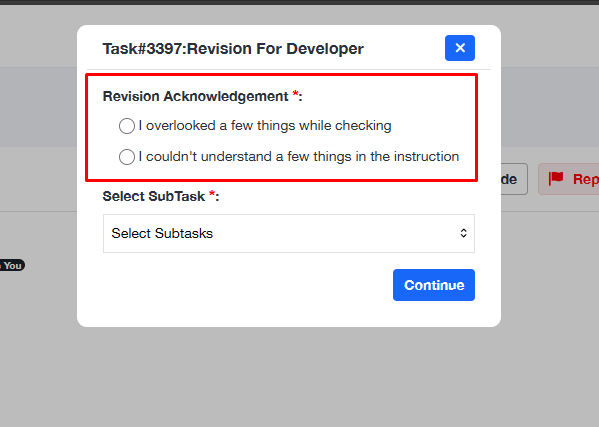 Task#3397:Revision For Developer
Revision Acknowledgement *:
I overlooked a few things while checking
I couldn't understand a few things in the instruction
de
Rep
Select SubTask *:
Select Subtasks
You
Continue